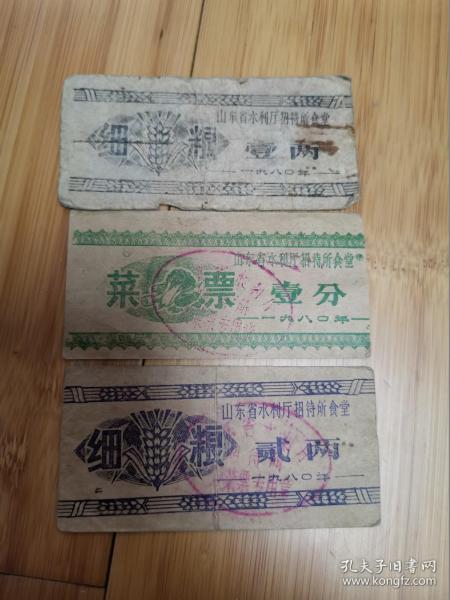 山东省水利厅招待所食堂
细粮
壹两
一九八〇年
山东省水利厅招待所食堂
菜票
壹分
一九八〇年
山东省水利厅招待所食堂
细粮
贰两
一九八〇年
孔夫子旧书网
www.kongfz.com